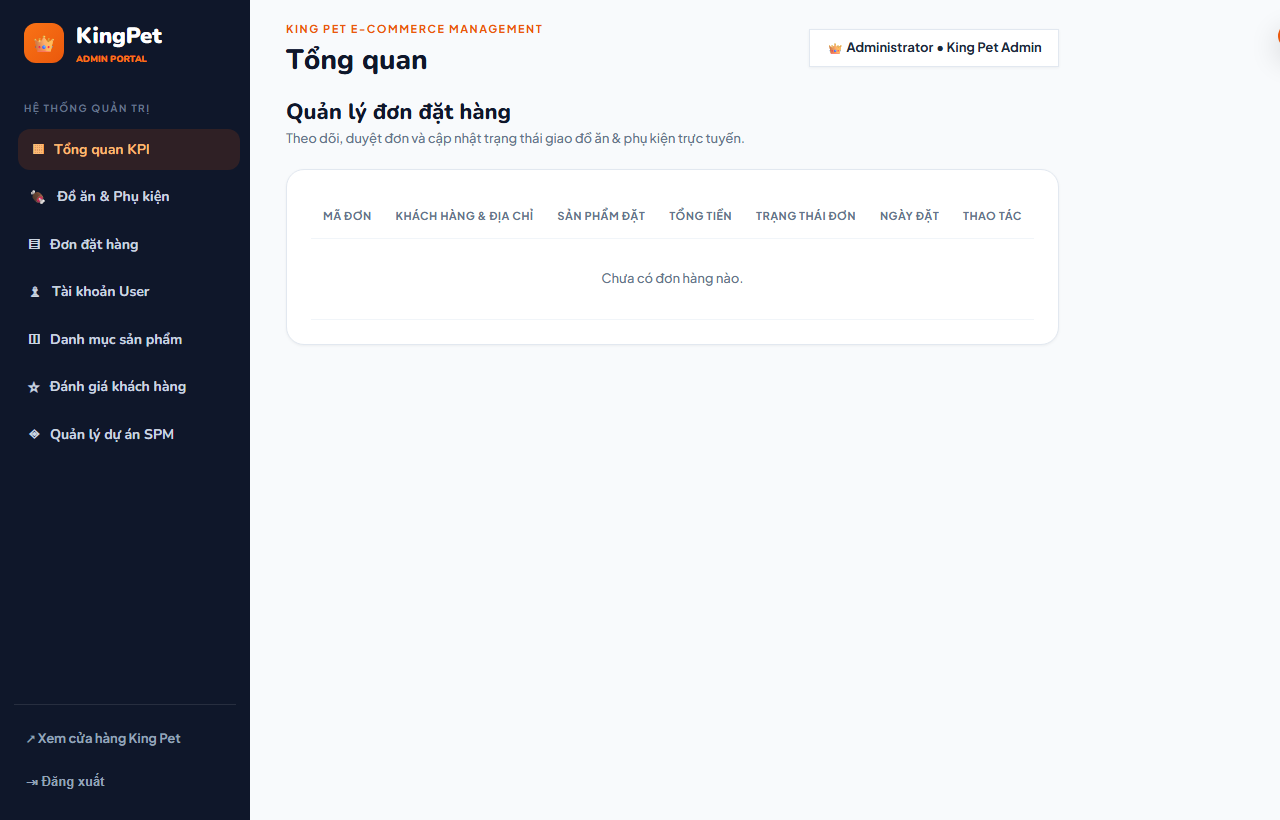 KingPet
ADMIN PORTAL
HỆ THỐNG QUẢN TRỊ
Tổng quan KPI
Đồ ăn & Phụ kiện
Đơn đặt hàng
Tài khoản User
Danh mục sản phẩm
Đánh giá khách hàng
Quản lý dự án SPM
↗ Xem cửa hàng King Pet
⇥ Đăng xuất
KING PET E-COMMERCE MANAGEMENT
Tổng quan
👑 Administrator • King Pet Admin
Quản lý đơn đặt hàng
Theo dõi, duyệt đơn và cập nhật trạng thái giao đồ ăn & phụ kiện trực tuyến.
MÃ ĐƠN KHÁCH HÀNG & ĐỊA CHỈ SẢN PHẨM ĐẶT TỔNG TIỀN TRẠNG THÁI ĐƠN NGÀY ĐẶT THAO TÁC
Chưa có đơn hàng nào.